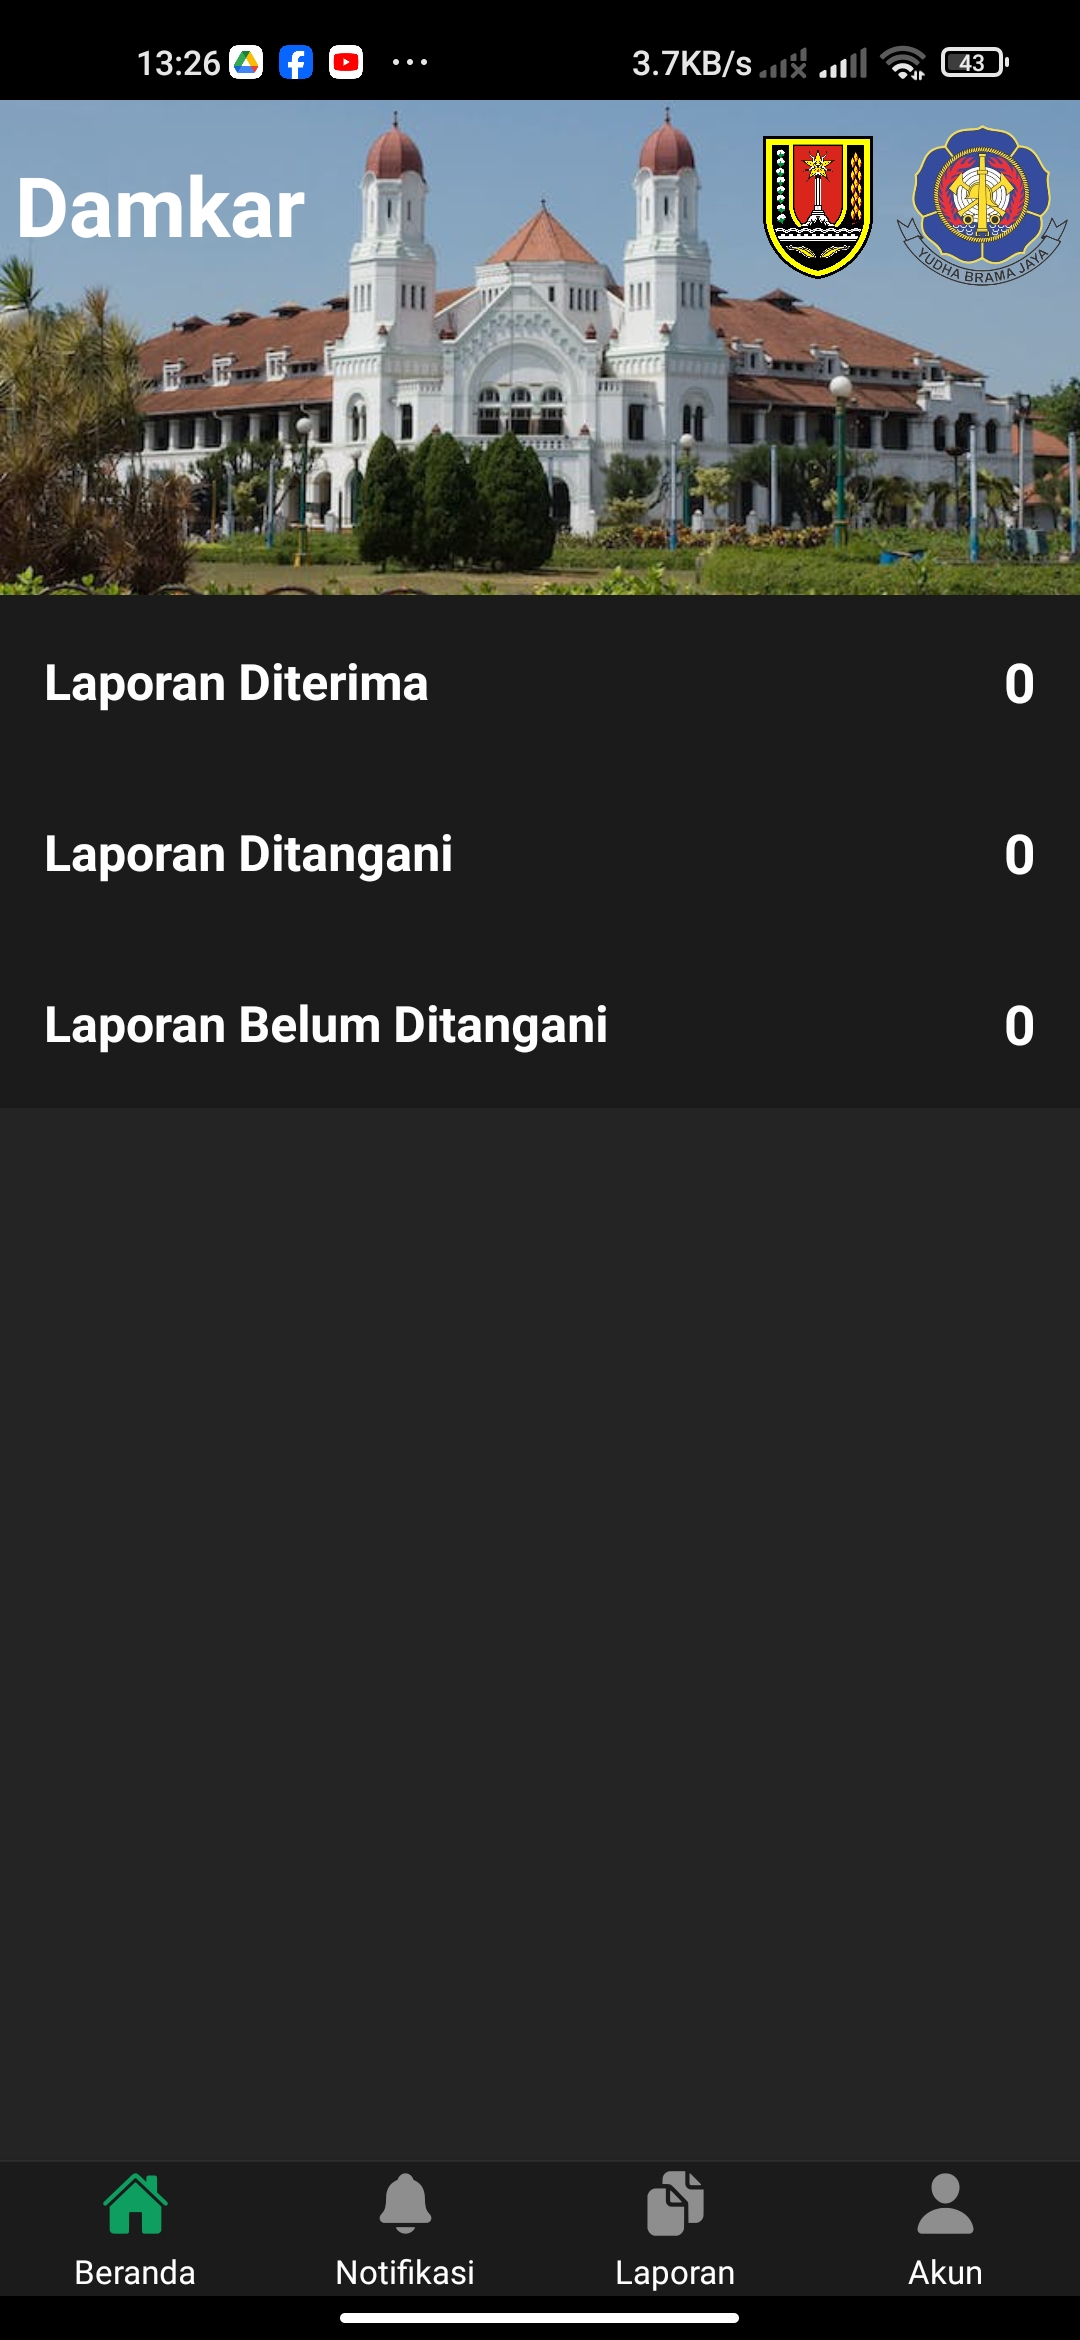 13:26 3.7KB/s 43
Damkar
YUDHA BRAMA JAYA
Laporan Diterima 0
Laporan Ditangani 0
Laporan Belum Ditangani 0
Beranda Notifikasi Laporan Akun